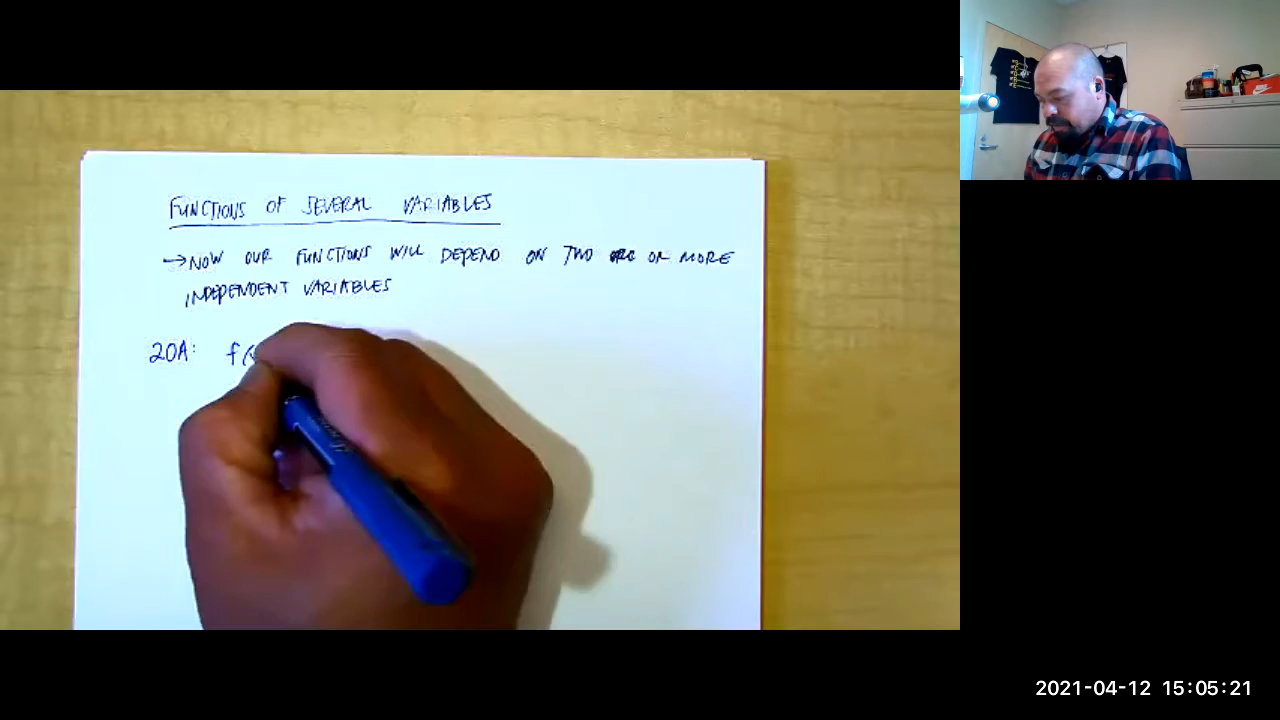 FUNCTIONS OF SEVERAL VARIABLES
→NOW OUR FUNCTIONS WILL DEPEND ON TWO OR MORE
INDEPENDENT VARIABLES
20A: f(
2021-04-12 15:05:21